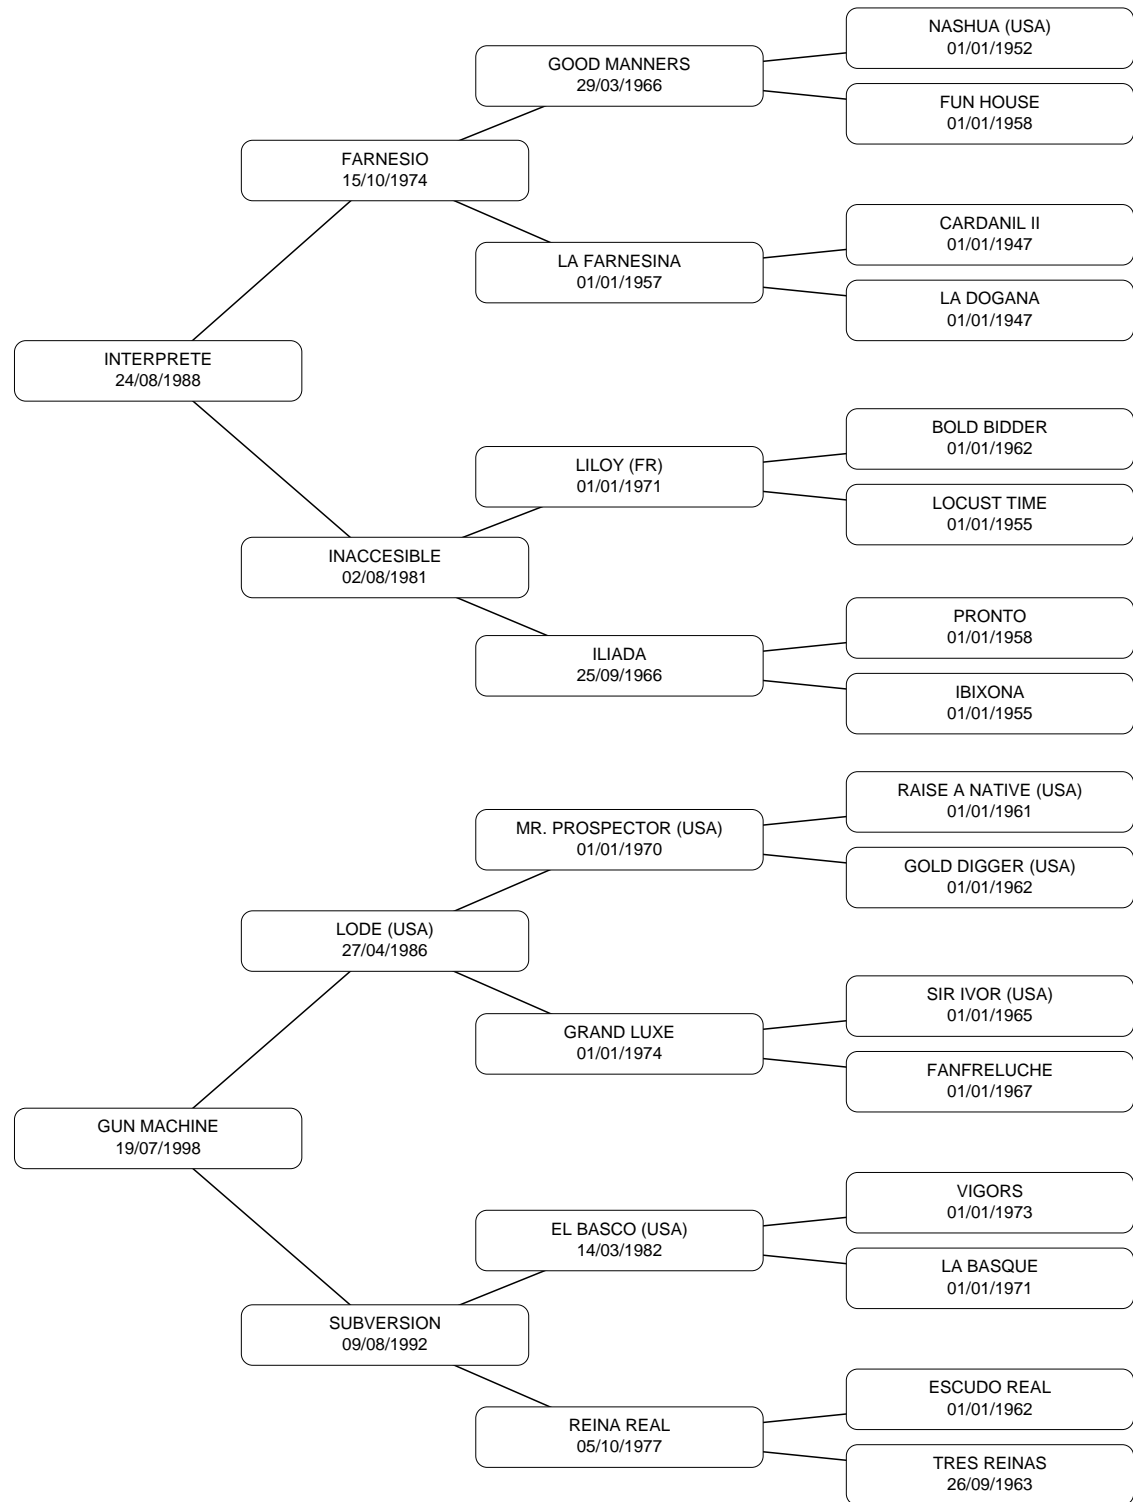 NASHUA (USA)
01/01/1952
GOOD MANNERS
29/03/1966
FUN HOUSE
01/01/1958
FARNESIO
15/10/1974
CARDANIL II
01/01/1947
LA FARNESINA
01/01/1957
LA DOGANA
01/01/1947
INTERPRETE
24/08/1988
BOLD BIDDER
01/01/1962
LILOY (FR)
01/01/1971
LOCUST TIME
01/01/1955
INACCESIBLE
02/08/1981
PRONTO
01/01/1958
ILIADA
25/09/1966
IBIXONA
01/01/1955
RAISE A NATIVE (USA)
01/01/1961
MR. PROSPECTOR (USA)
01/01/1970
GOLD DIGGER (USA)
01/01/1962
LODE (USA)
27/04/1986
SIR IVOR (USA)
01/01/1965
GRAND LUXE
01/01/1974
FANFRELUCHE
01/01/1967
GUN MACHINE
19/07/1998
VIGORS
01/01/1973
EL BASCO (USA)
14/03/1982
LA BASQUE
01/01/1971
SUBVERSION
09/08/1992
ESCUDO REAL
01/01/1962
REINA REAL
05/10/1977
TRES REINAS
26/09/1963